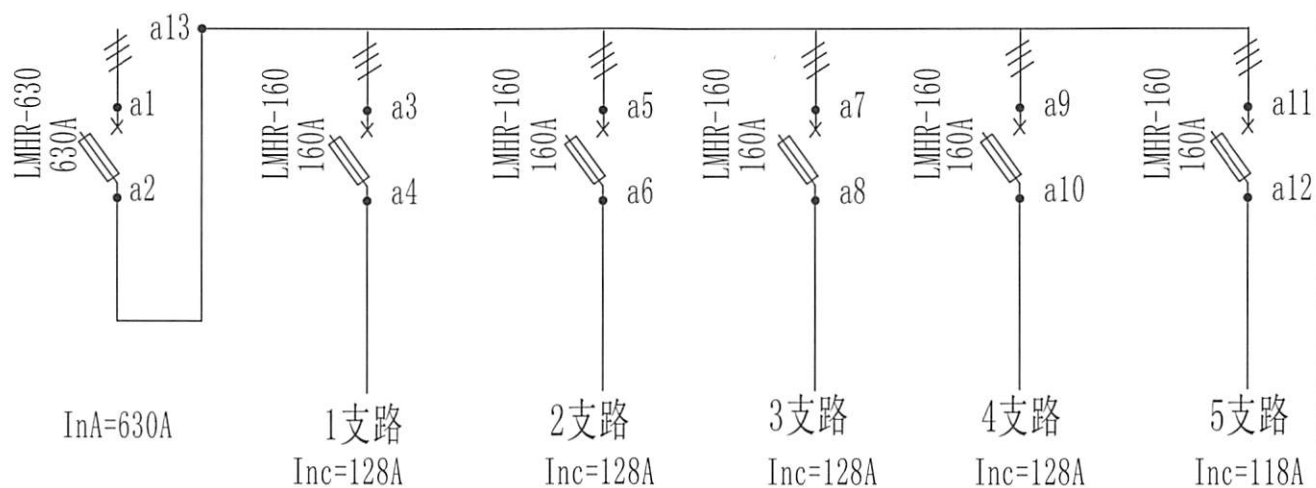 a13
LMHR-630
630A
a1
a2
LMHR-160
160A
a3
a4
LMHR-160
160A
a5
a6
LMHR-160
160A
a7
a8
LMHR-160
160A
a9
a10
LMHR-160
160A
a11
a12
InA=630A
1支路
2支路
3支路
4支路
5支路
Inc=128A
Inc=128A
Inc=128A
Inc=128A
Inc=118A